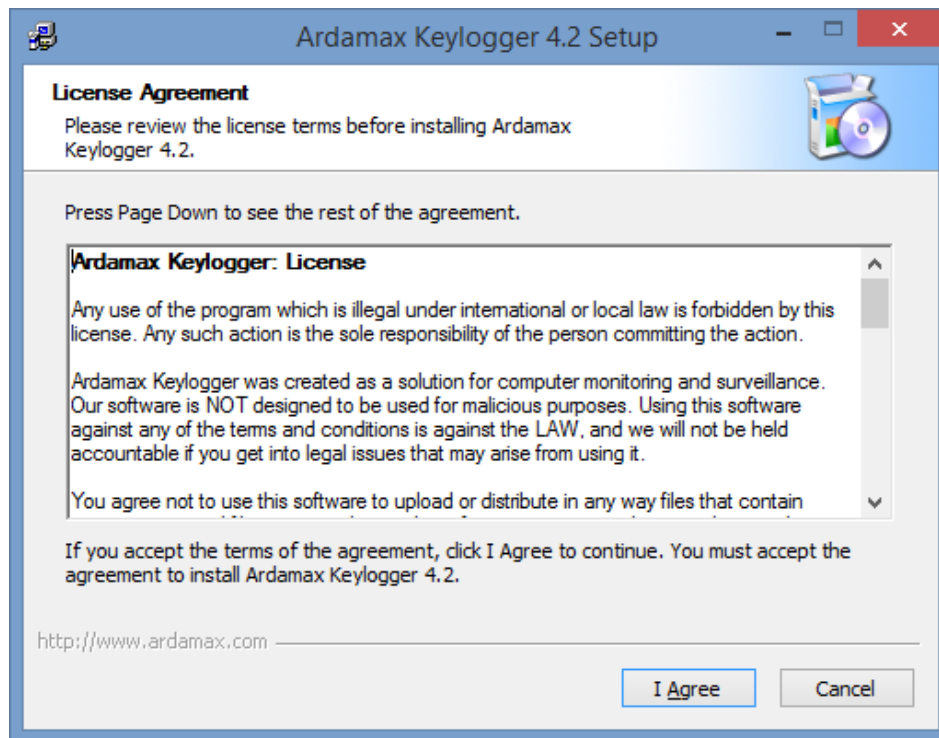 Ardamax Keylogger 4.2 Setup
License Agreement
Please review the license terms before installing Ardamax
Keylogger 4.2.
Press Page Down to see the rest of the agreement.
Ardamax Keylogger: License
Any use of the program which is illegal under international or local law is forbidden by this
license. Any such action is the sole responsibility of the person committing the action.
Ardamax Keylogger was created as a solution for computer monitoring and surveillance.
Our software is NOT designed to be used for malicious purposes. Using this software
against any of the terms and conditions is against the LAW, and we will not be held
accountable if you get into legal issues that may arise from using it.
You agree not to use this software to upload or distribute in any way files that contain
If you accept the terms of the agreement, click I Agree to continue. You must accept the
agreement to install Ardamax Keylogger 4.2.
http://www.ardamax.com
I Agree
Cancel